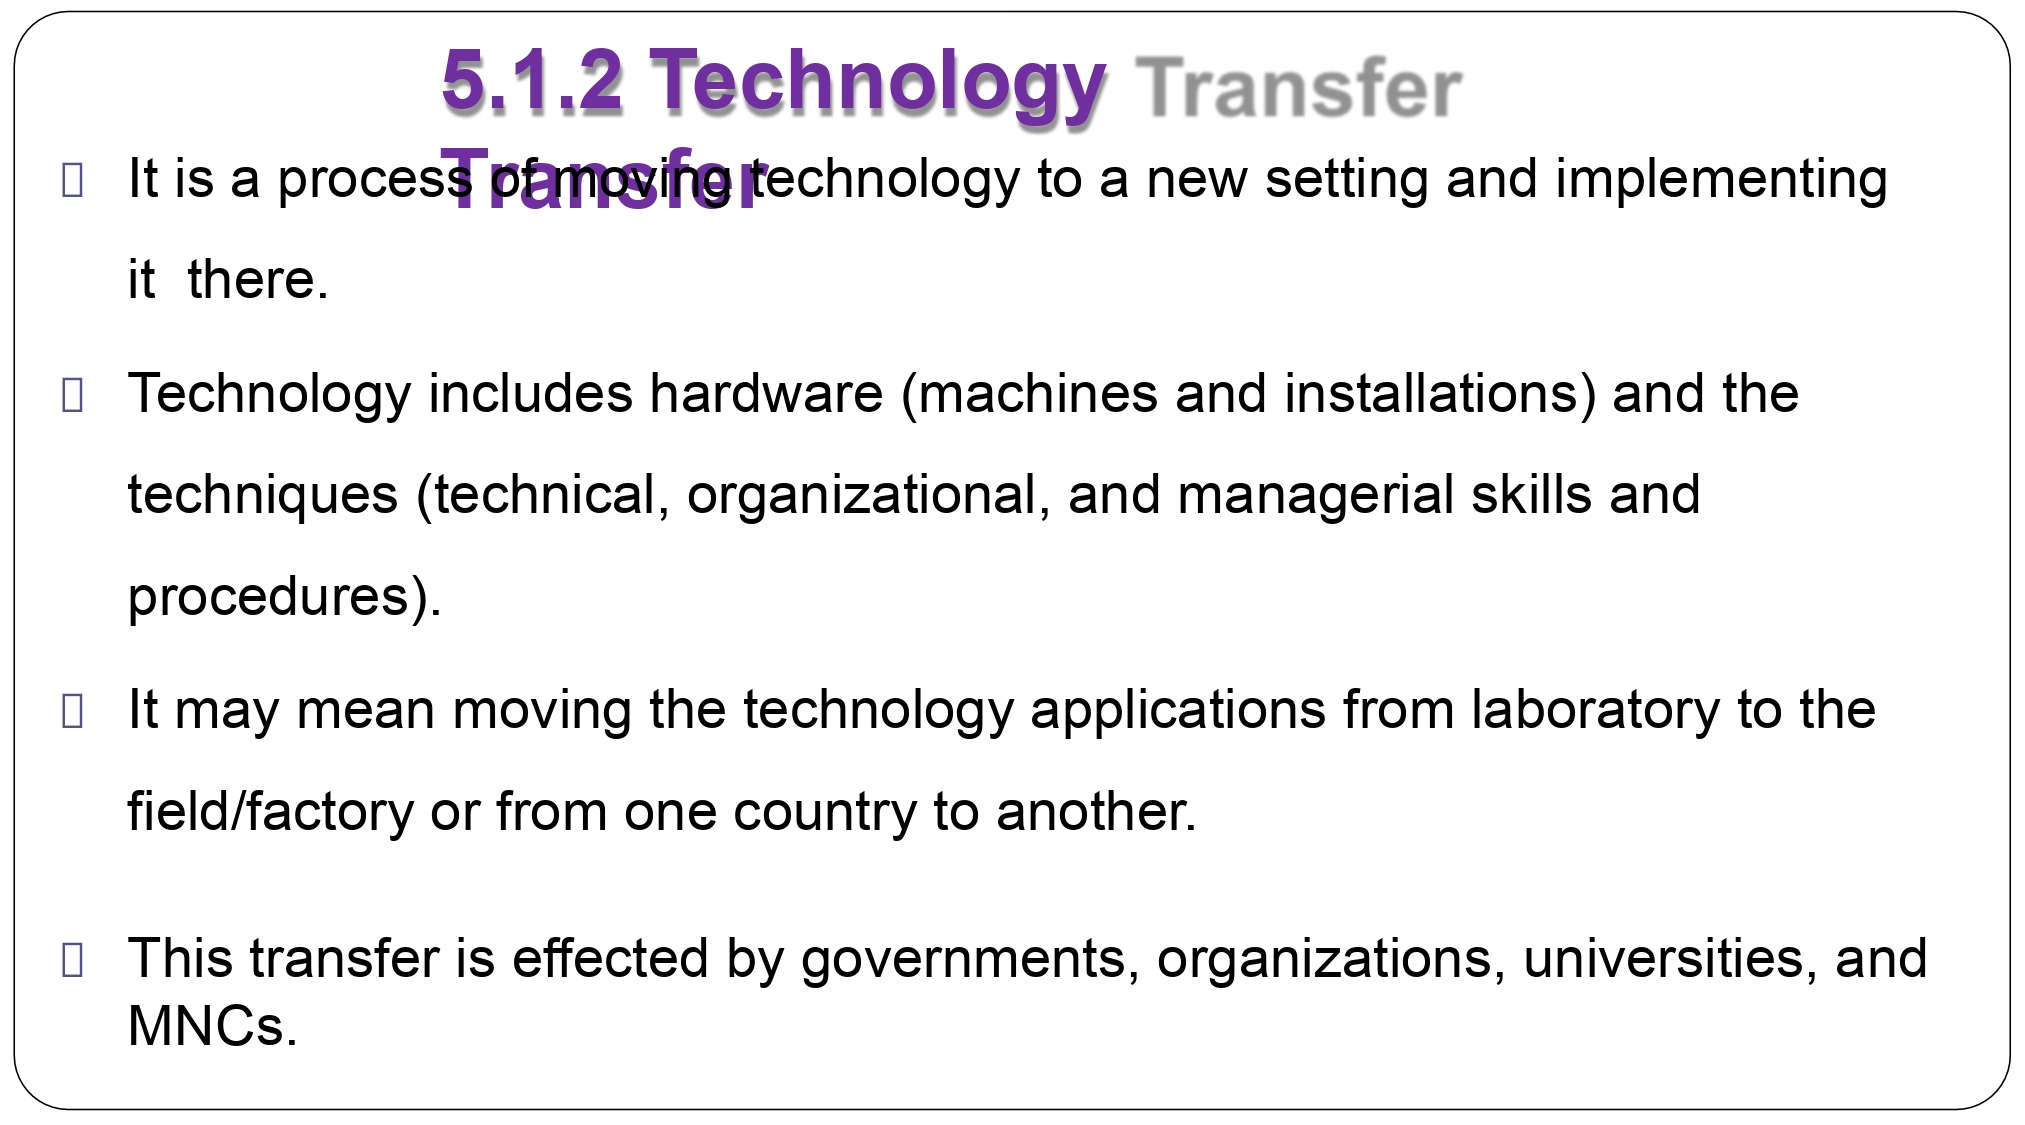 5.1.2 Technology Transfer
It is a process of moving technology to a new setting and implementing
it there.
Technology includes hardware (machines and installations) and the
techniques (technical, organizational, and managerial skills and
procedures).
It may mean moving the technology applications from laboratory to the
field/factory or from one country to another.
This transfer is effected by governments, organizations, universities, and
MNCs.